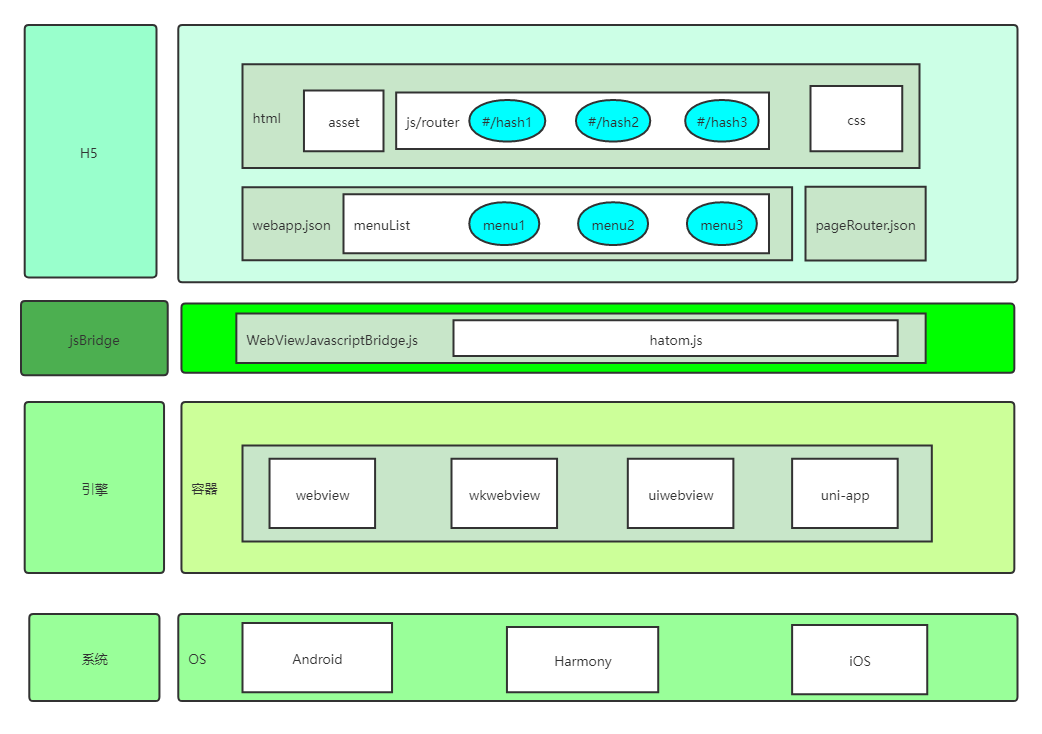 H5
html
asset
js/router
#/hash1
#/hash2
#/hash3
css
webapp.json
menuList
menu1
menu2
menu3
pageRouter.json
jsBridge
WebViewJavascriptBridge.js
hatom.js
引擎
容器
webview
wkwebview
uiwebview
uni-app
系统
OS
Android
Harmony
iOS